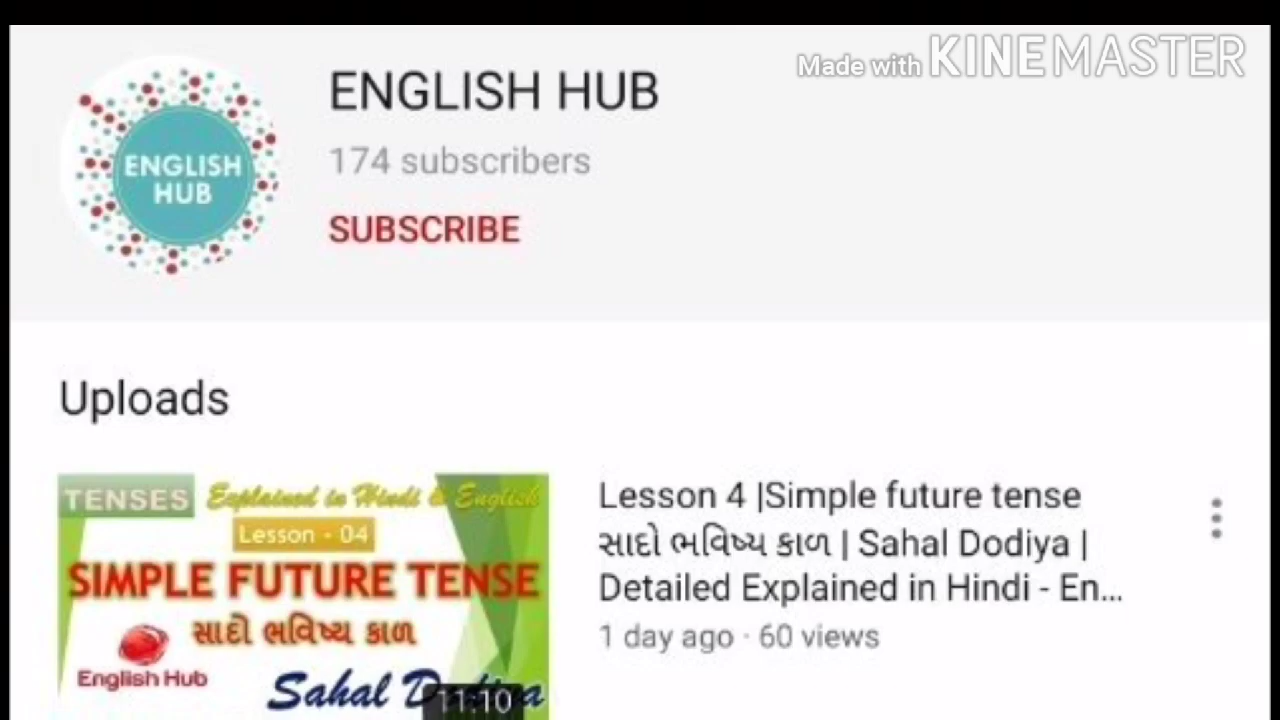 Made with KINEMASTER
ENGLISH HUB
ENGLISH
HUB
174 subscribers
SUBSCRIBE
Uploads
TENSES
Explained in Hindi & English
Lesson - 04
SIMPLE FUTURE TENSE
સાદો ભવિષ્ય કાળ
English Hub
Sahal Dodiya
11:10
Lesson 4 |Simple future tense
સાદો ભવિષ્ય કાળ | Sahal Dodiya |
Detailed Explained in Hindi - En...
1 day ago · 60 views